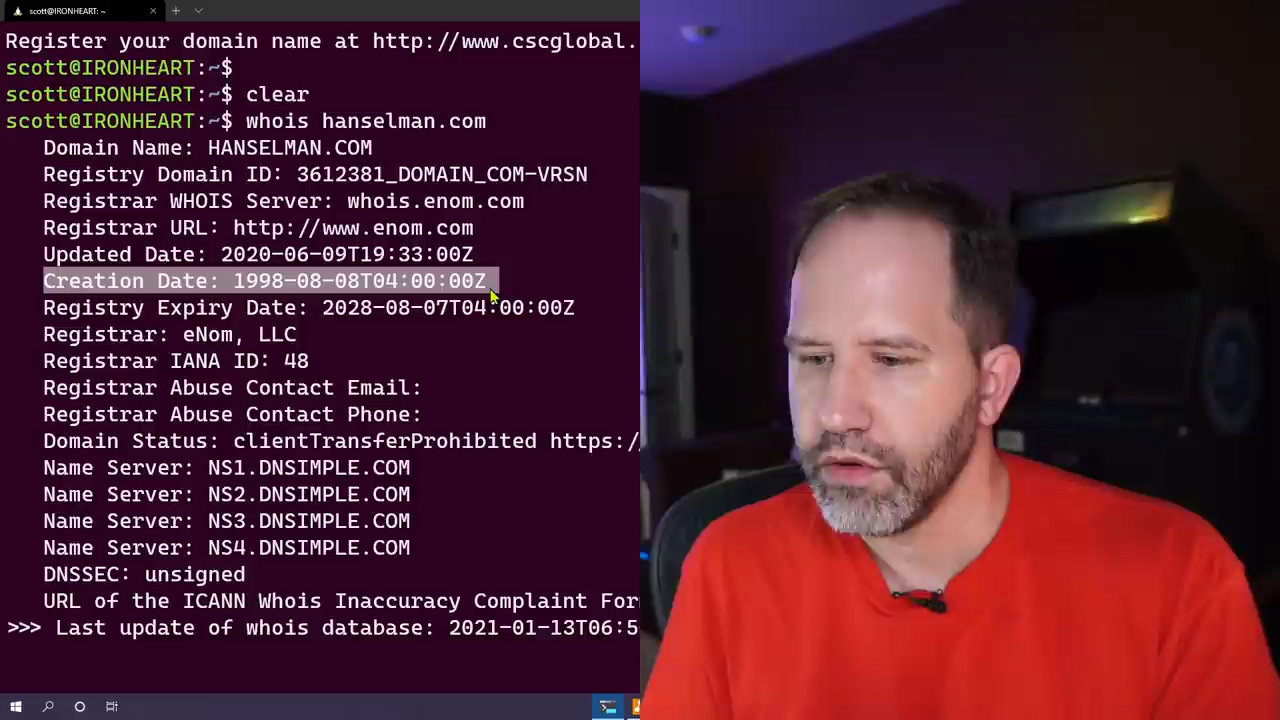 scott@IRONHEART: ~
Register your domain name at http://www.cscglobal.
scott@IRONHEART:~$
scott@IRONHEART:~$ clear
scott@IRONHEART:~$ whois hanselman.com
Domain Name: HANSELMAN.COM
Registry Domain ID: 3612381_DOMAIN_COM-VRSN
Registrar WHOIS Server: whois.enom.com
Registrar URL: http://www.enom.com
Updated Date: 2020-06-09T19:33:00Z
Creation Date: 1998-08-08T04:00:00Z
Registry Expiry Date: 2028-08-07T04:00:00Z
Registrar: eNom, LLC
Registrar IANA ID: 48
Registrar Abuse Contact Email:
Registrar Abuse Contact Phone:
Domain Status: clientTransferProhibited https:/
Name Server: NS1.DNSIMPLE.COM
Name Server: NS2.DNSIMPLE.COM
Name Server: NS3.DNSIMPLE.COM
Name Server: NS4.DNSIMPLE.COM
DNSSEC: unsigned
URL of the ICANN Whois Inaccuracy Complaint For
>>> Last update of whois database: 2021-01-13T06:5